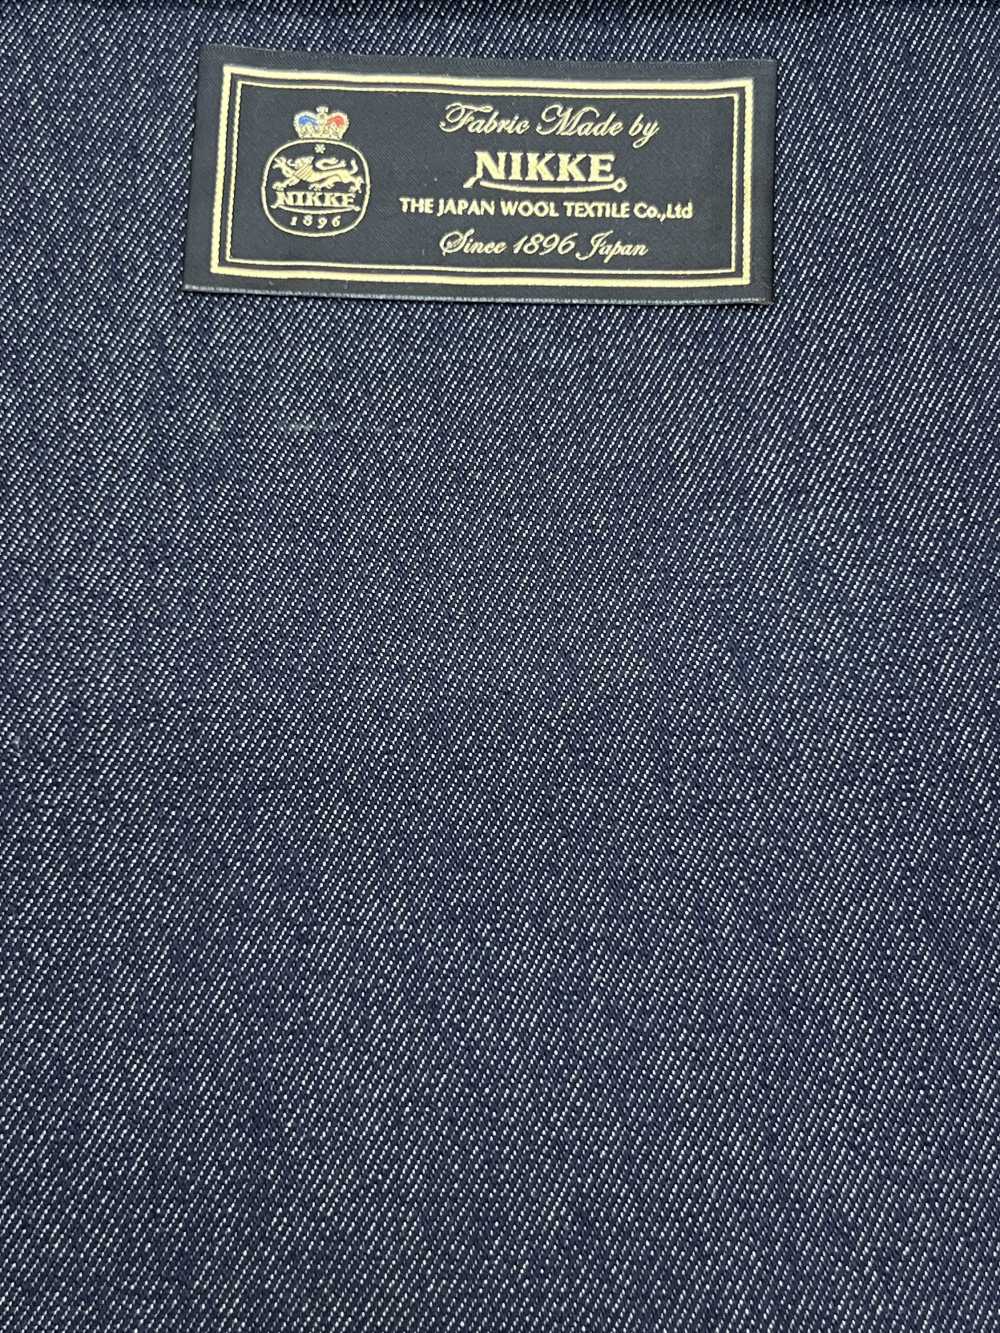 NIKKE
1896
Fabric Made by
NIKKE
THE JAPAN WOOL TEXTILE Co.,Ltd
Since 1896 Japan